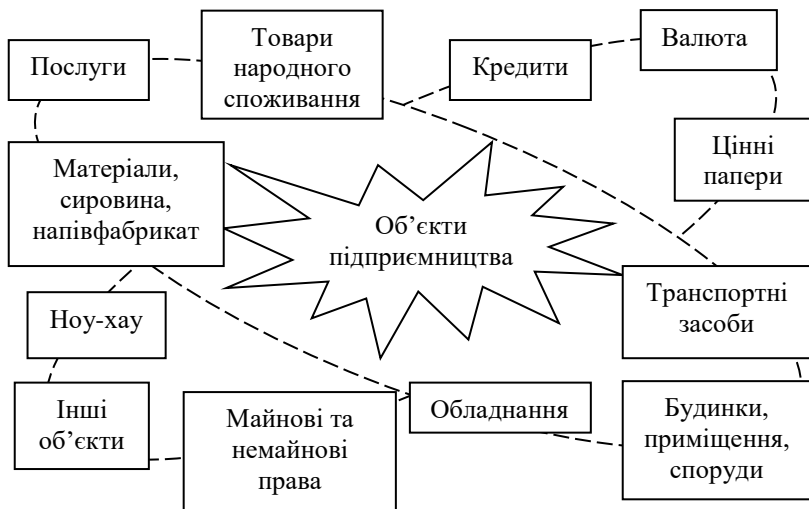 Послуги
Товари
народного
споживання
Кредити
Валюта
Цінні
папери
Матеріали,
сировина,
напівфабрикат
Об’єкти
підприємництва
Транспортні
засоби
Ноу-хау
Інші
об’єкти
Майнові та
немайнові
права
Обладнання
Будинки,
приміщення,
споруди